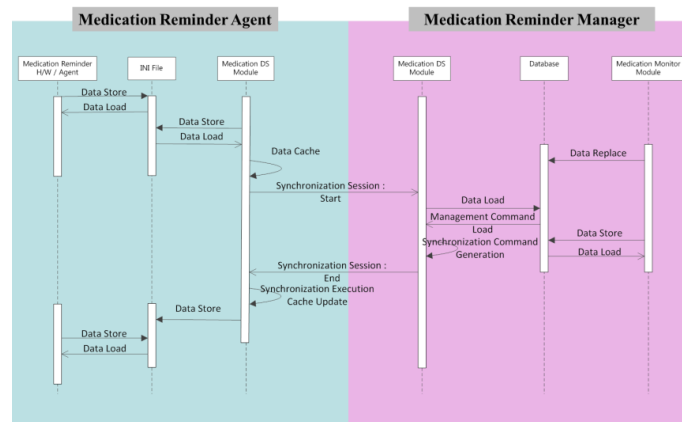 Medication Reminder Agent
Medication Reminder Manager
Medication Reminder
H/W / Agent
INI File
Medication DS
Module
Medication DS
Module
Database
Medication Monitor
Module
Data Store
Data Load
Data Store
Data Load
Data Cache
Data Replace
Synchronization Session :
Start
Data Load
Management Command
Load
Data Store
Synchronization Command
Generation
Data Load
Synchronization Session :
End
Synchronization Execution
Cache Update
Data Store
Data Store
Data Load